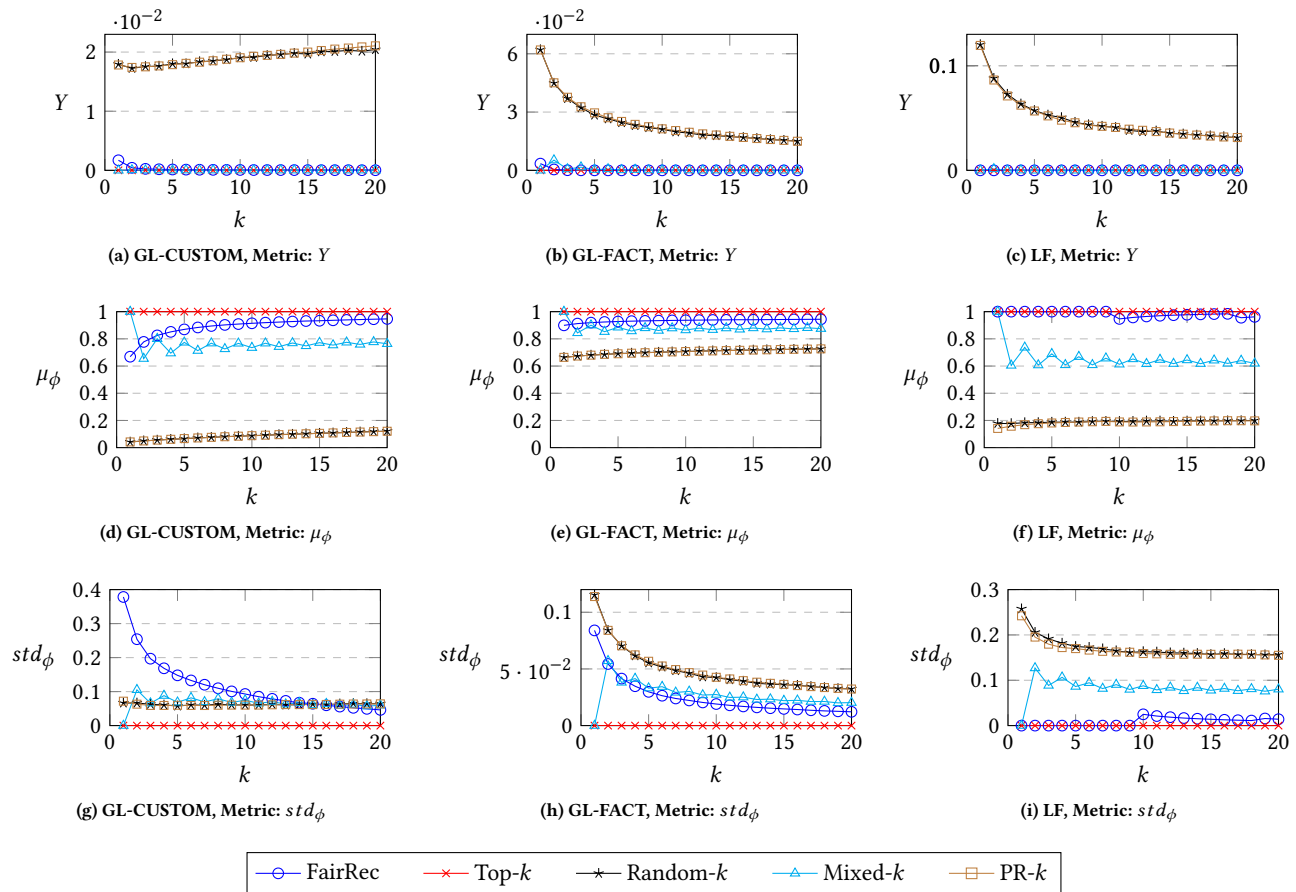 ·10⁻² ·10⁻²
2 6 0.1
Y Y Y
1 3
0 0 0
0 5 10 15 20 0 5 10 15 20 0 5 10 15 20
k k k
(a) GL-CUSTOM, Metric: Y (b) GL-FACT, Metric: Y (c) LF, Metric: Y
1 1 1
0.8 0.8 0.8
0.6 0.6 0.6
μϕ μϕ μϕ
0.4 0.4 0.4
0.2 0.2 0.2
0 0 0
0 5 10 15 20 0 5 10 15 20 0 5 10 15 20
k k k
(d) GL-CUSTOM, Metric: μϕ (e) GL-FACT, Metric: μϕ (f) LF, Metric: μϕ
0.4 0.1 0.3
0.3 0.2
stdϕ stdϕ stdϕ
0.2 5 · 10⁻² 0.1
0.1
0 0 0
0 5 10 15 20 0 5 10 15 20 0 5 10 15 20
k k k
(g) GL-CUSTOM, Metric: stdϕ (h) GL-FACT, Metric: stdϕ (i) LF, Metric: stdϕ
FairRec Top-k Random-k Mixed-k PR-k